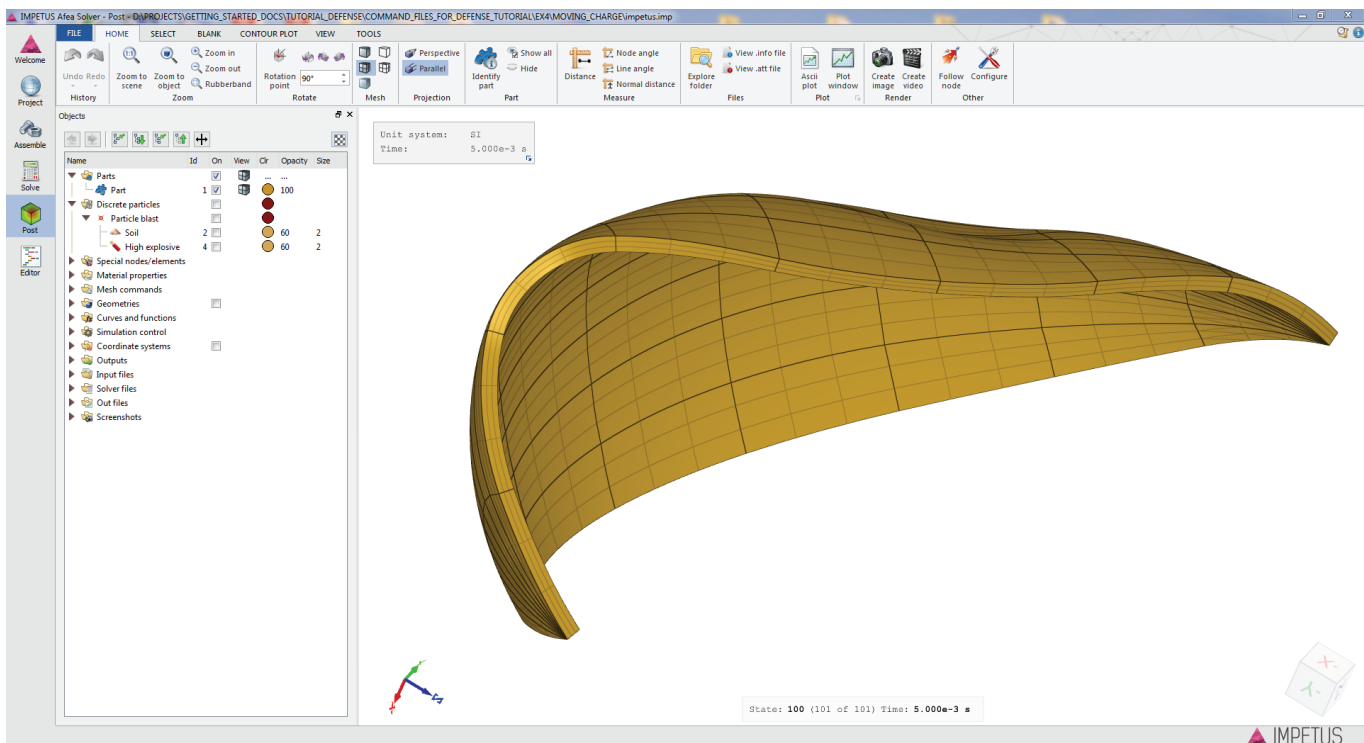 IMPETUS Afea Solver - Post - D:\PROJECTS\GETTING_STARTED_DOCS\TUTORIAL_DEFENSE\COMMAND_FILES_FOR_DEFENSE_TUTORIAL\EX4\MOVING_CHARGE\impetus.imp
FILE HOME SELECT BLANK CONTOUR PLOT VIEW TOOLS
Welcome
Project
Assemble
Solve
Post
Editor
Undo Redo
History
Zoom to scene
Zoom to object
Zoom in
Zoom out
Rubberband
Zoom
Rotation point
90°
Rotate
Mesh
Perspective
Parallel
Projection
Identify part
Show all
Hide
Part
Distance
Node angle
Line angle
Normal distance
Measure
Explore folder
View .info file
View .att file
Files
Ascii plot
Plot window
Plot
Create image
Create video
Render
Follow node
Configure
Other
Objects
Name Id On View Clr Opacity Size
Parts ... ...
Part 1 100
Discrete particles
Particle blast
Soil 2 60 2
High explosive 4 60 2
Special nodes/elements
Material properties
Mesh commands
Geometries
Curves and functions
Simulation control
Coordinate systems
Outputs
Input files
Solver files
Out files
Screenshots
Unit system: SI
Time: 5.000e-3 s
X-
Y-
State: 100 (101 of 101) Time: 5.000e-3 s
IMPETUS